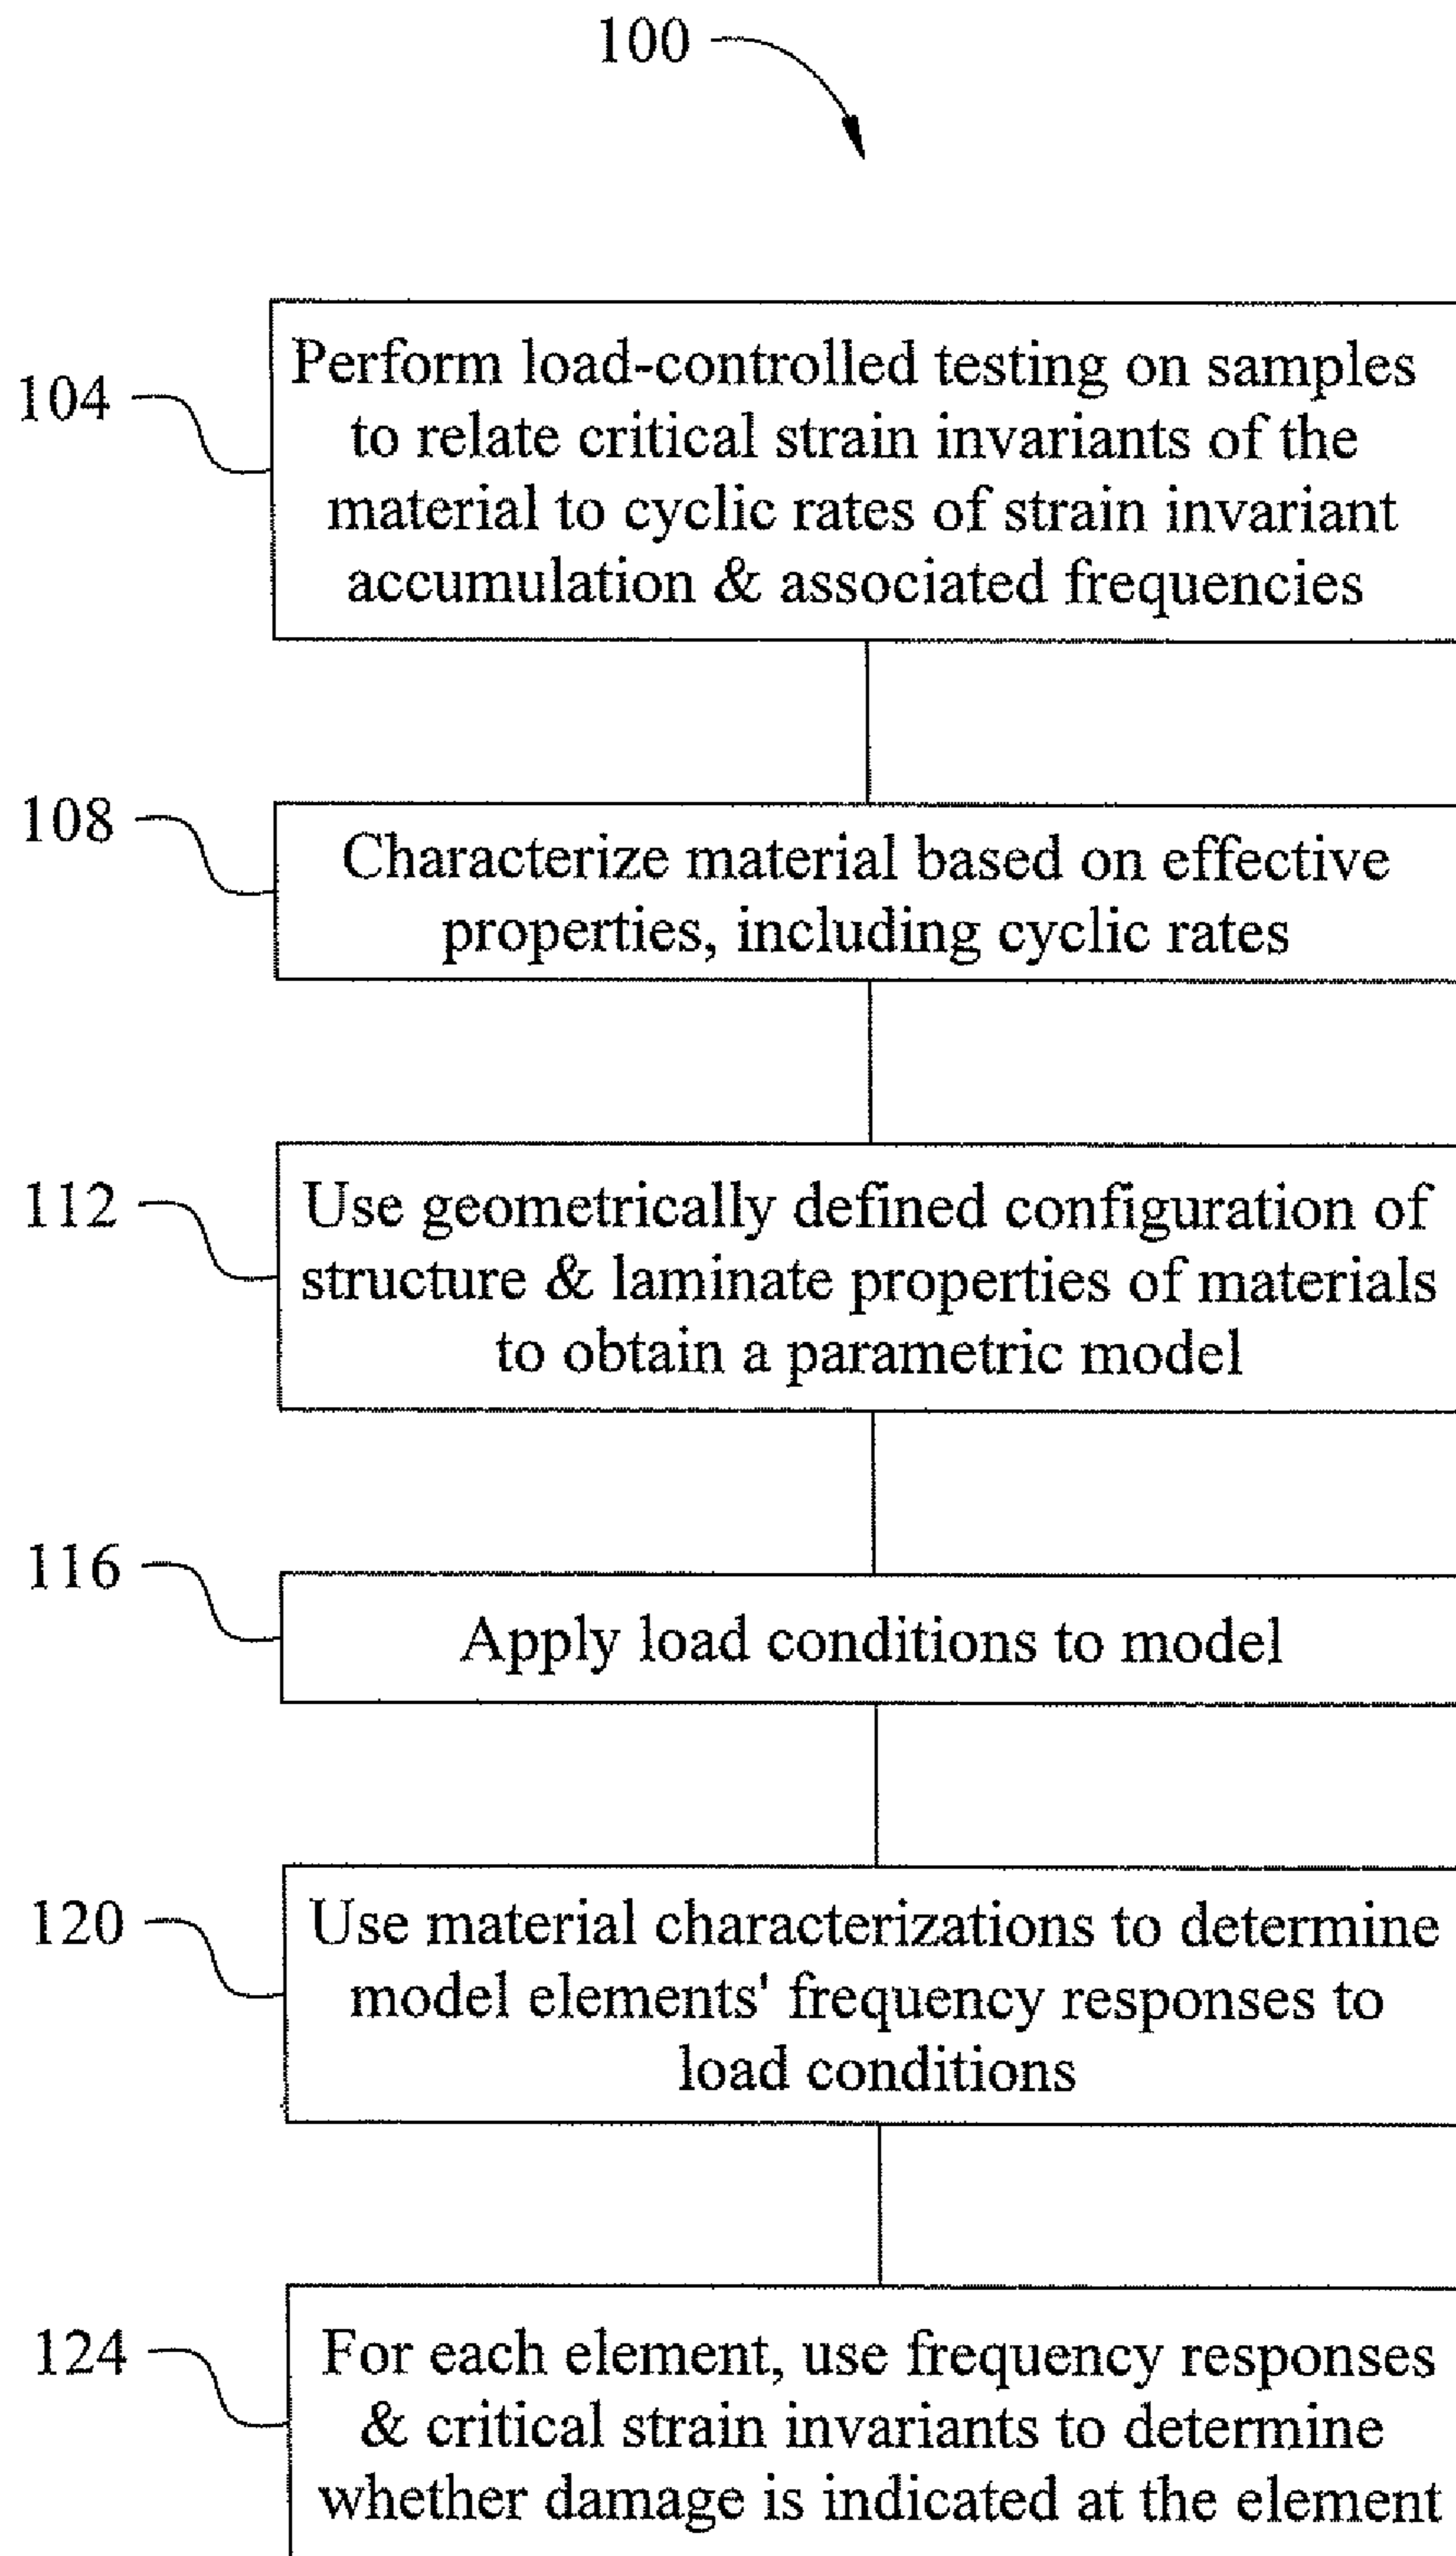 100
104
Perform load-controlled testing on samples
to relate critical strain invariants of the
material to cyclic rates of strain invariant
accumulation & associated frequencies
108
Characterize material based on effective
properties, including cyclic rates
112
Use geometrically defined configuration of
structure & laminate properties of materials
to obtain a parametric model
116
Apply load conditions to model
120
Use material characterizations to determine
model elements' frequency responses to
load conditions
124
For each element, use frequency responses
& critical strain invariants to determine
whether damage is indicated at the element